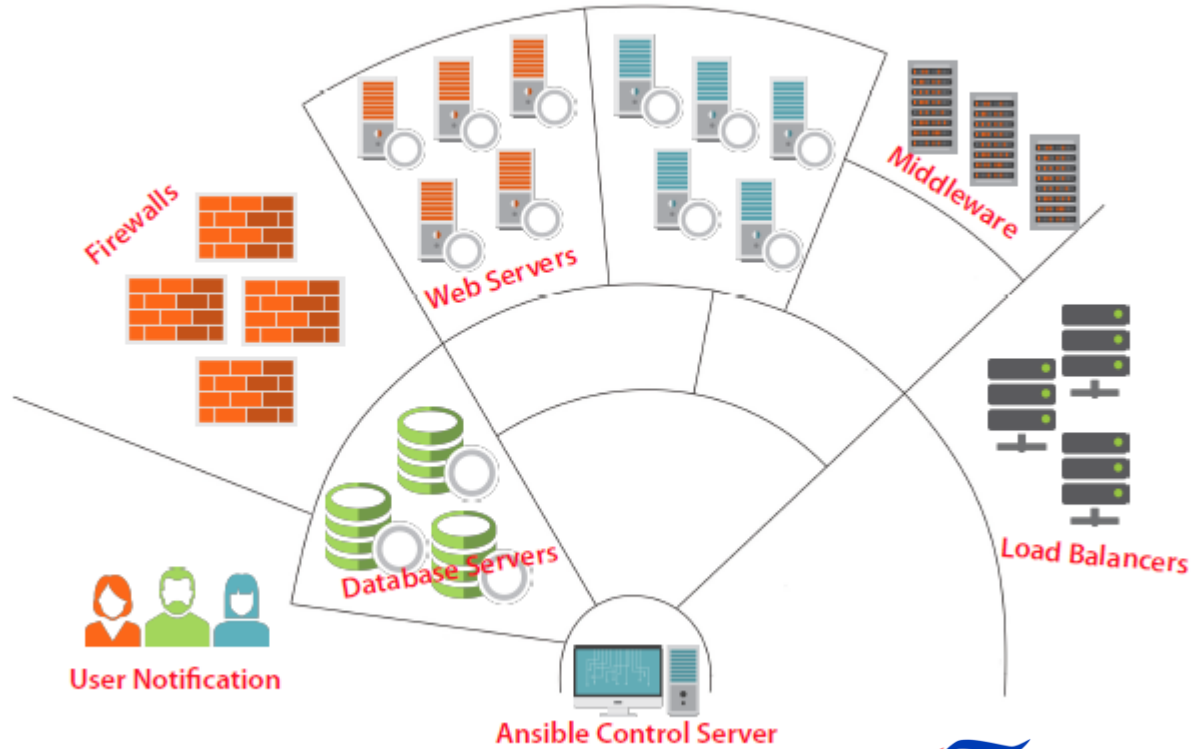 Middleware
Firewalls
Web Servers
Load Balancers
Database Servers
User Notification
Ansible Control Server